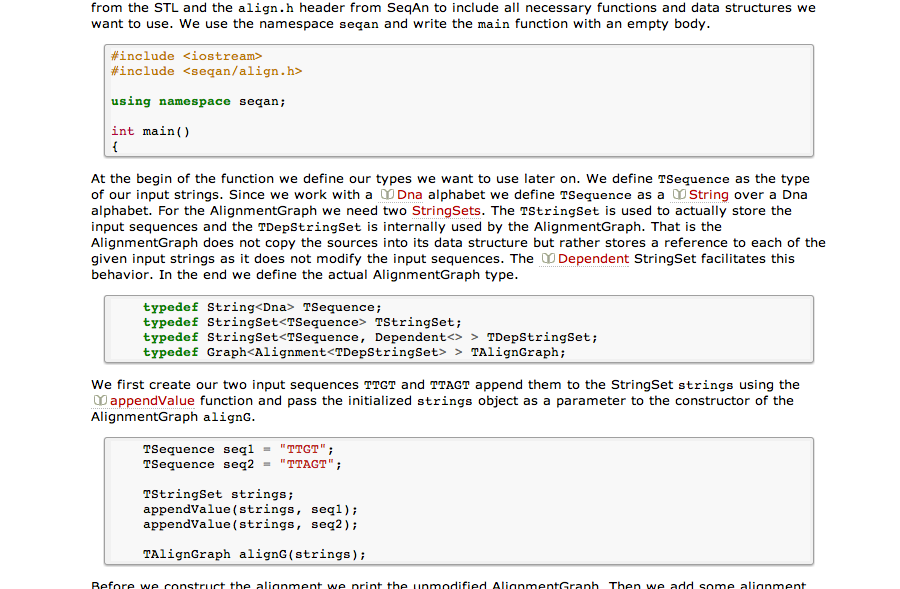 from the STL and the align.h header from SeqAn to include all necessary functions and data structures we
want to use. We use the namespace seqan and write the main function with an empty body.
#include <iostream>
#include <seqan/align.h>
using namespace seqan;
int main()
{
At the begin of the function we define our types we want to use later on. We define TSequence as the type
of our input strings. Since we work with a Dna alphabet we define TSequence as a String over a Dna
alphabet. For the AlignmentGraph we need two StringSets. The TStringSet is used to actually store the
input sequences and the TDepStringSet is internally used by the AlignmentGraph. That is the
AlignmentGraph does not copy the sources into its data structure but rather stores a reference to each of the
given input strings as it does not modify the input sequences. The Dependent StringSet facilitates this
behavior. In the end we define the actual AlignmentGraph type.
typedef String<Dna> TSequence;
typedef StringSet<TSequence> TStringSet;
typedef StringSet<TSequence, Dependent<> > TDepStringSet;
typedef Graph<Alignment<TDepStringSet> > TAlignGraph;
We first create our two input sequences TTGT and TTAGT append them to the StringSet strings using the
appendValue function and pass the initialized strings object as a parameter to the constructor of the
AlignmentGraph alignG.
TSequence seq1 = "TTGT";
TSequence seq2 = "TTAGT";
TStringSet strings;
appendValue(strings, seq1);
appendValue(strings, seq2);
TAlignGraph alignG(strings);
Before we construct the alignment we print the unmodified AlignmentGraph. Then we add some alignment